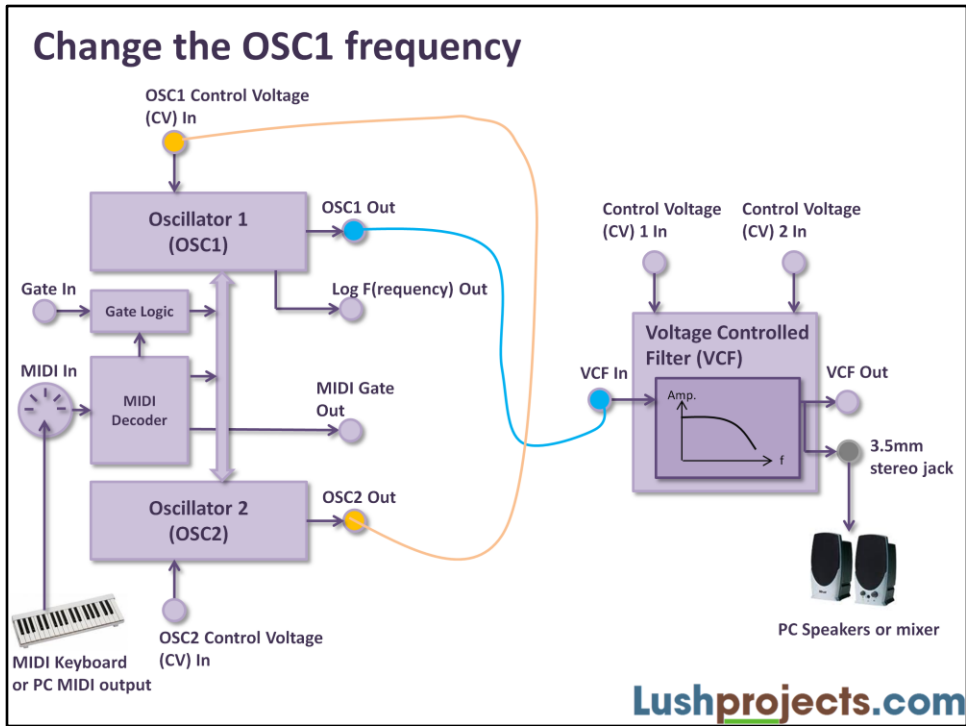 Change the OSC1 frequency
OSC1 Control Voltage
(CV) In
Oscillator 1
(OSC1)
OSC1 Out
Log F(requency) Out
Gate In
Gate Logic
MIDI In
MIDI
Decoder
MIDI Gate
Out
Oscillator 2
(OSC2)
OSC2 Out
OSC2 Control Voltage
(CV) In
MIDI Keyboard
or PC MIDI output
Control Voltage
(CV) 1 In
Control Voltage
(CV) 2 In
Voltage Controlled
Filter (VCF)
VCF In
Amp.
f
VCF Out
3.5mm
stereo jack
PC Speakers or mixer
Lushprojects.com